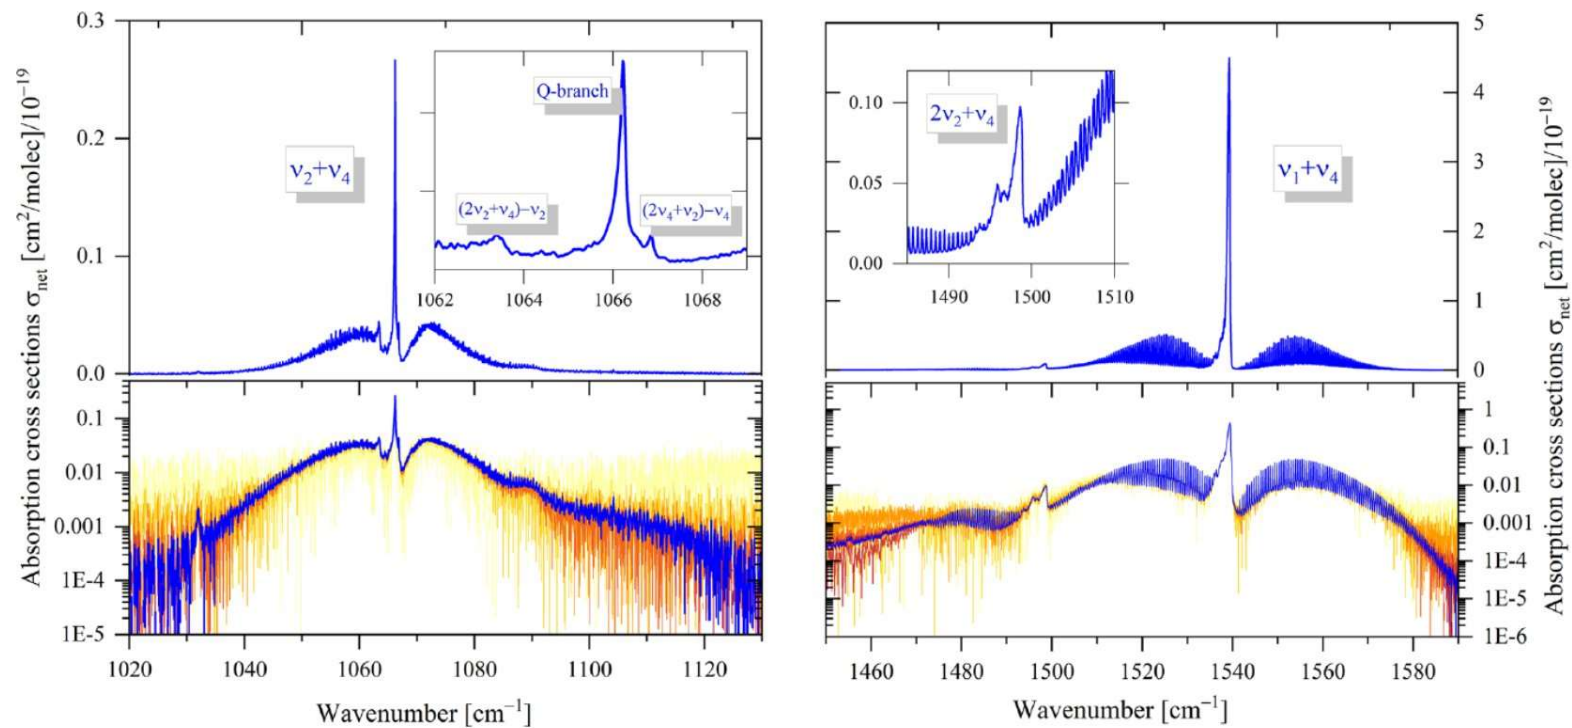 Absorption cross sections σnet [cm²/molec]/10⁻¹⁹
0.3
0.2
0.1
0.0
ν₂+ν₄
Q-branch
(2ν₂+ν₄)−ν₂
(2ν₄+ν₂)−ν₄
1062 1064 1066 1068
0.1
0.01
0.001
1E-4
1E-5
1020 1040 1060 1080 1100 1120
Wavenumber [cm⁻¹]
0.10
0.05
0.00
2ν₂+ν₄
1490 1500 1510
ν₁+ν₄
5
4
3
2
1
0
1
0.1
0.01
0.001
1E-4
1E-5
1E-6
1460 1480 1500 1520 1540 1560 1580
Wavenumber [cm⁻¹]
Absorption cross sections σnet [cm²/molec]/10⁻¹⁹